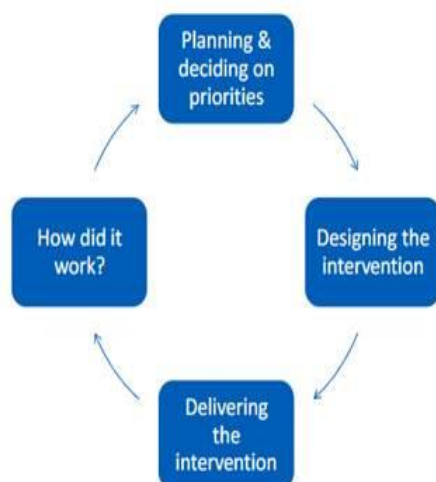 Planning &
deciding on
priorities
Designing the
intervention
Delivering
the
intervention
How did it
work?